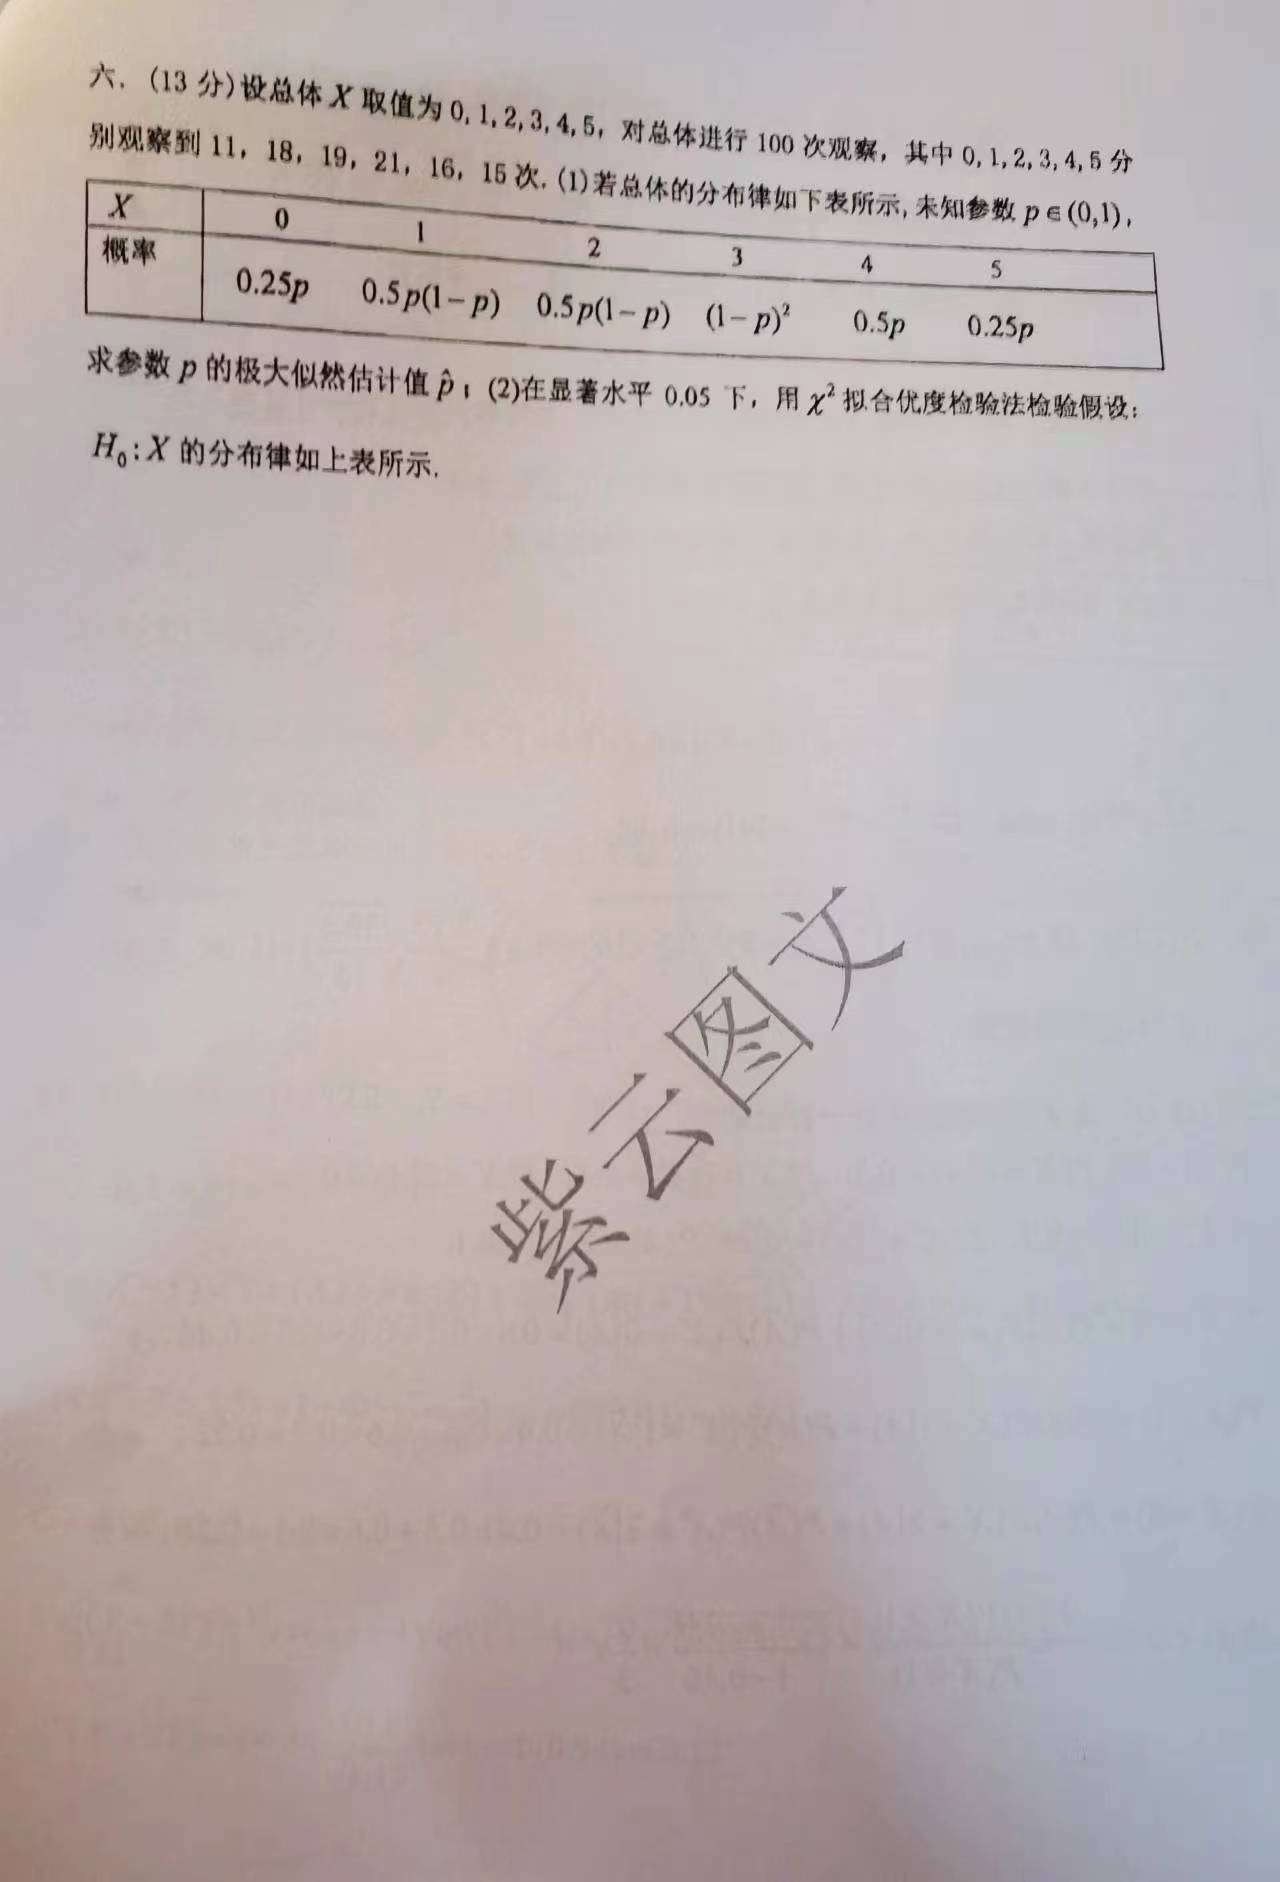 六. (13 分)设总体 X 取值为 0, 1, 2, 3, 4, 5, 对总体进行 100 次观察, 其中 0, 1, 2, 3, 4, 5 分
别观察到 11, 18, 19, 21, 16, 15 次. (1)若总体的分布律如下表所示, 未知参数 p∈(0,1),
X 0 1 2 3 4 5
概率 0.25p 0.5p(1-p) 0.5p(1-p) (1-p)² 0.5p 0.25p
求参数 p 的极大似然估计值 p̂; (2)在显著水平 0.05 下, 用 χ² 拟合优度检验法检验假设:
H₀: X 的分布律如上表所示.
紫云图文